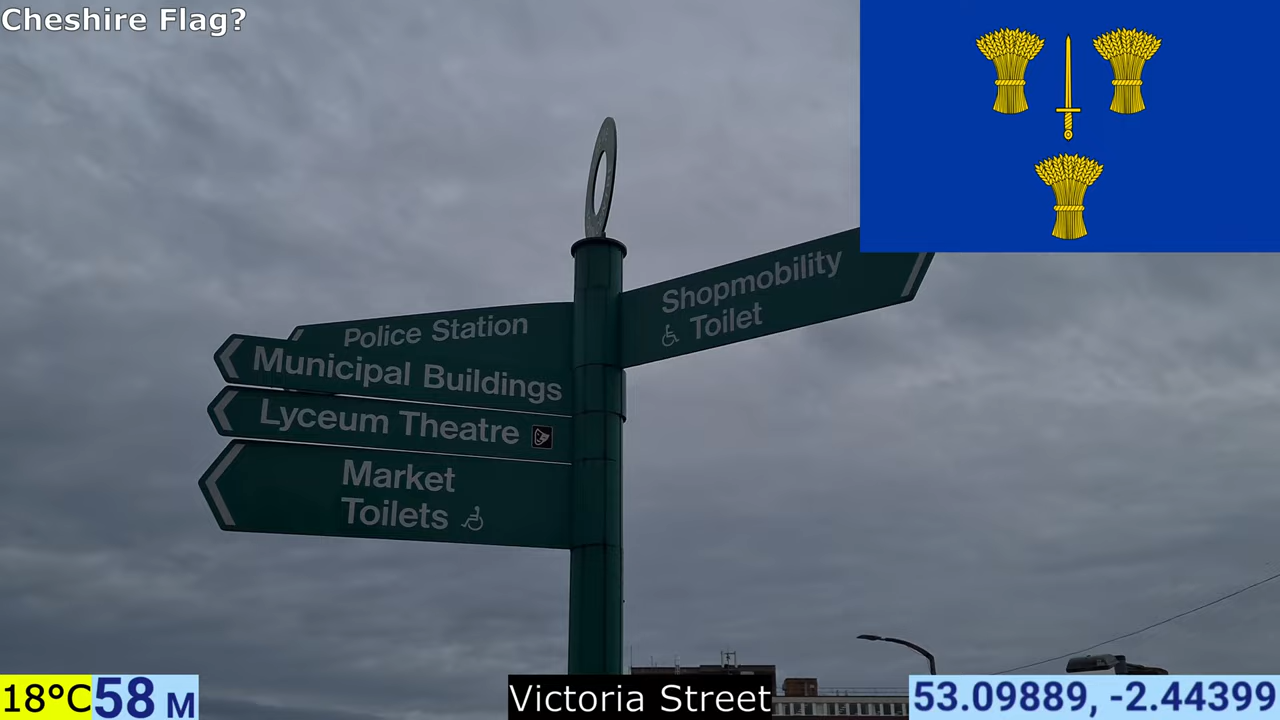 Cheshire Flag?
Shopmobility
Toilet
Police Station
Municipal Buildings
Lyceum Theatre
Market
Toilets
18°C 58 M
Victoria Street
53.09889, -2.44399